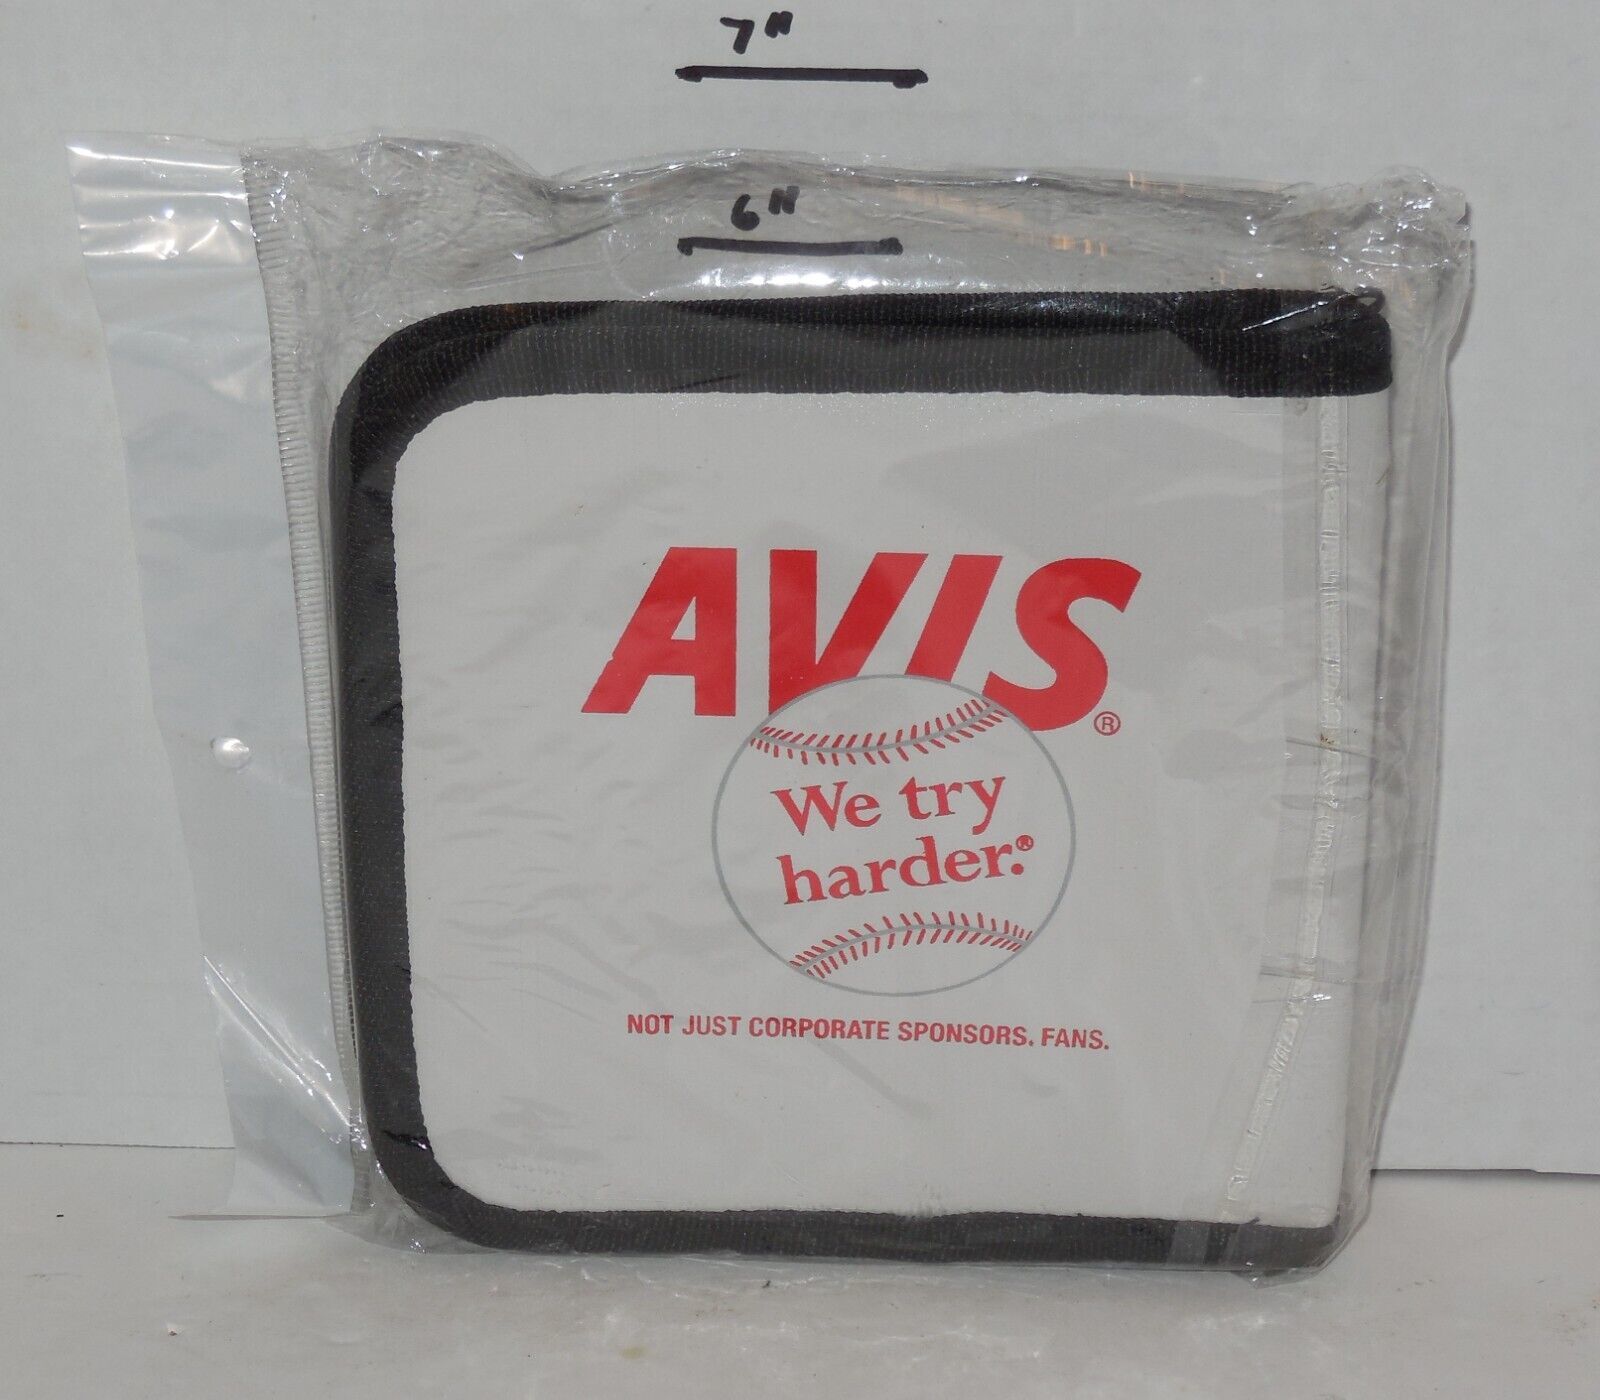 7"
6"
AVIS®
We try
harder.®
NOT JUST CORPORATE SPONSORS. FANS.